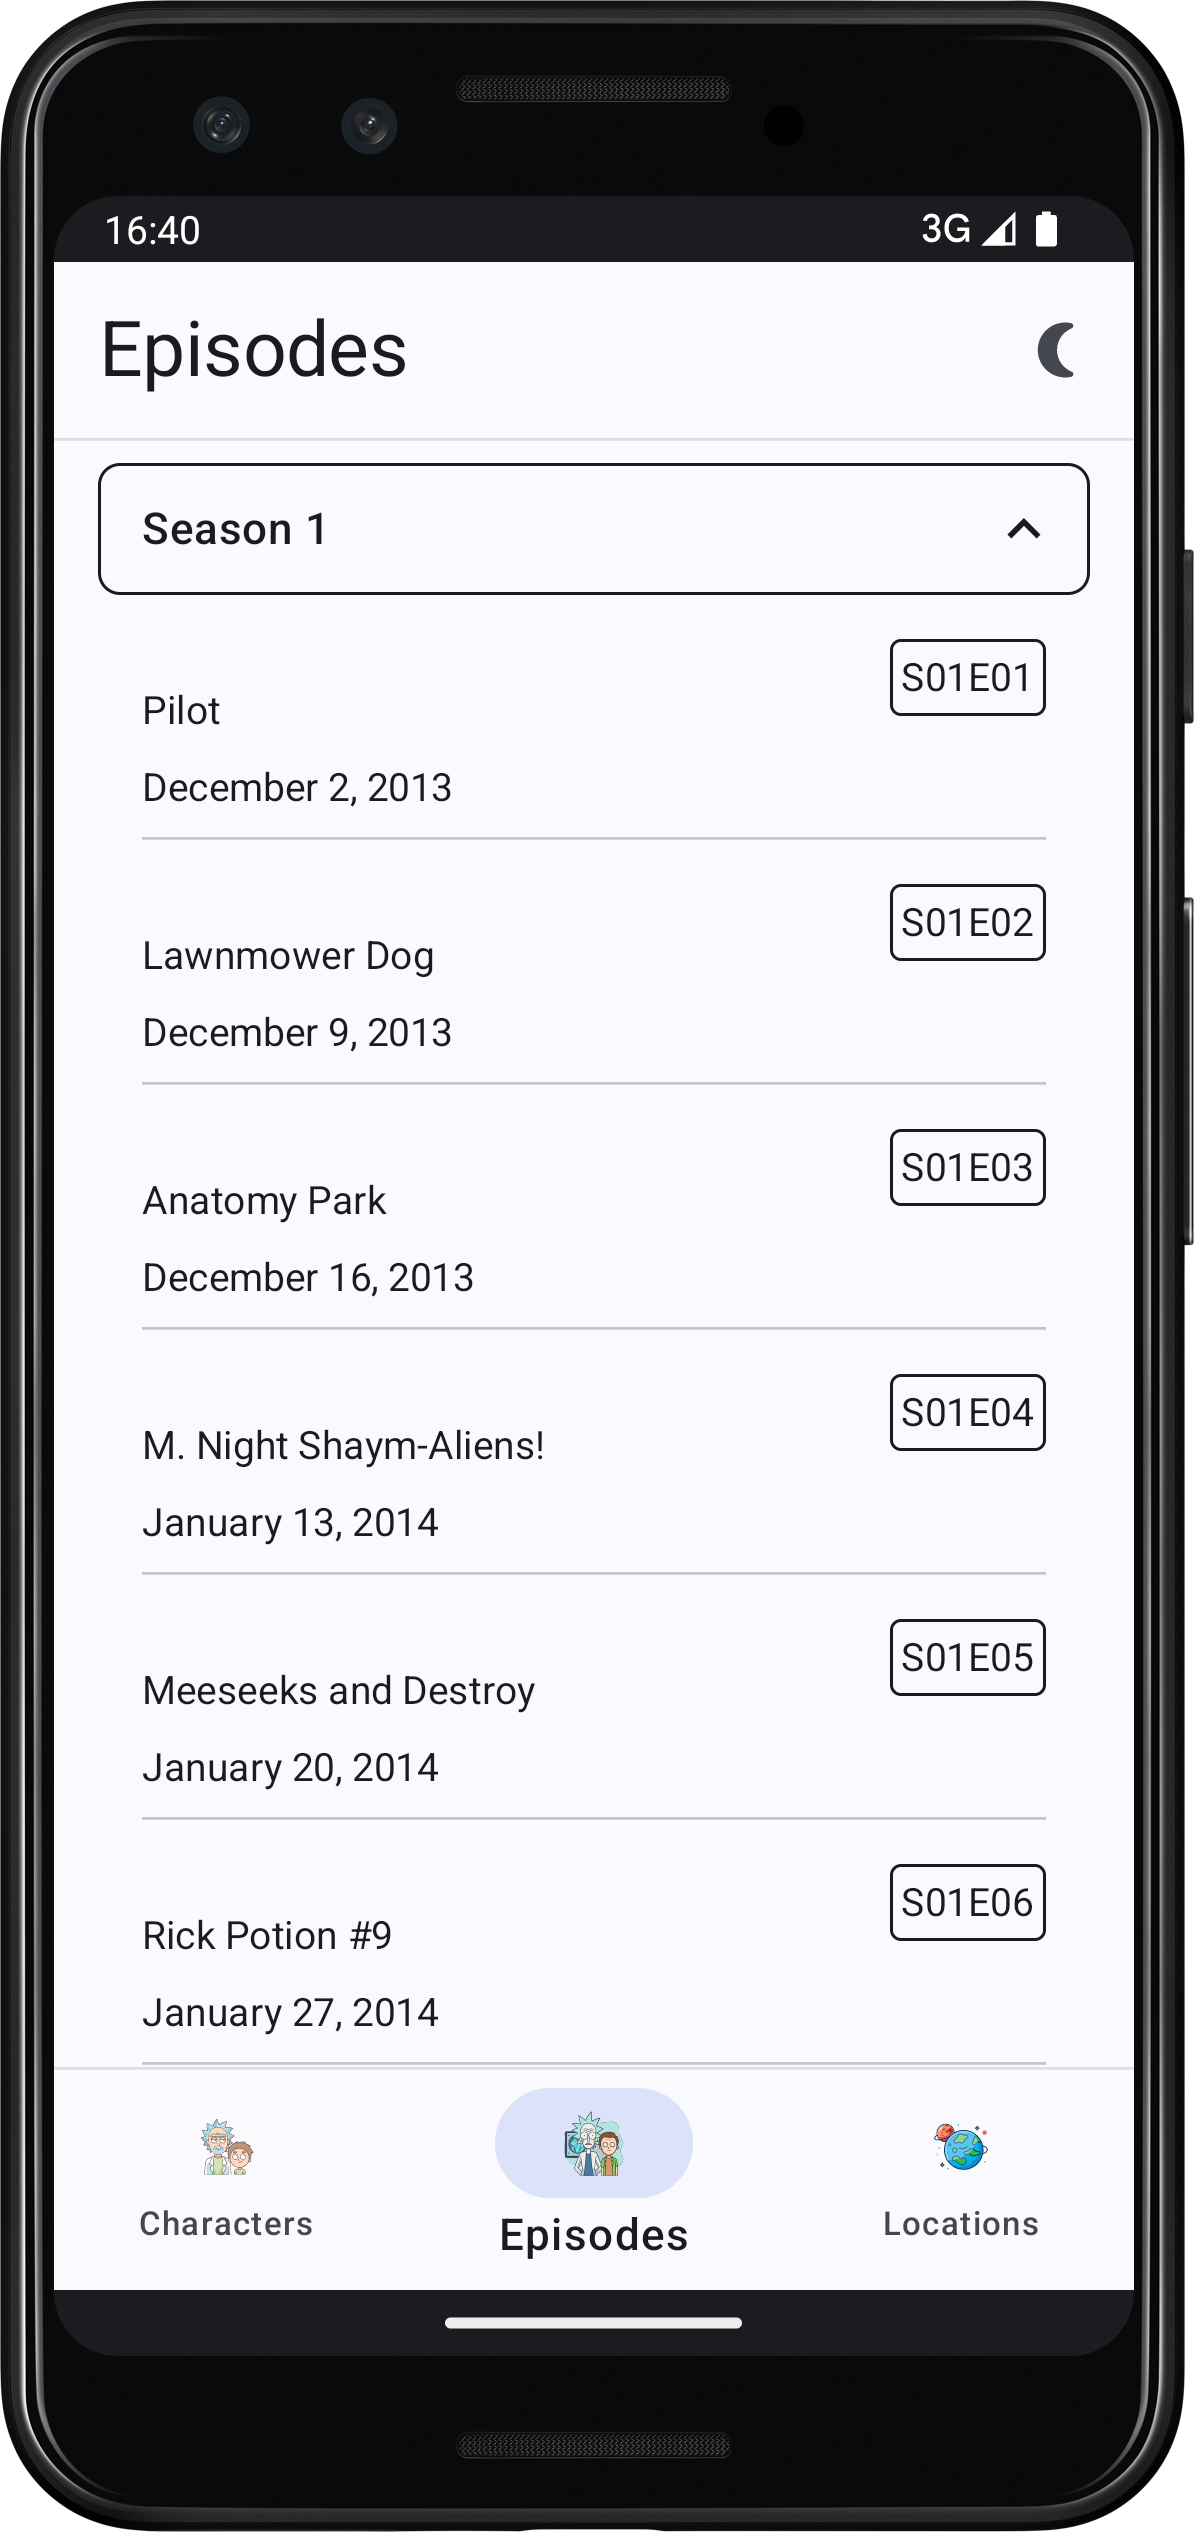 16:40 3G
Episodes
Season 1
S01E01
Pilot
December 2, 2013
S01E02
Lawnmower Dog
December 9, 2013
S01E03
Anatomy Park
December 16, 2013
S01E04
M. Night Shaym-Aliens!
January 13, 2014
S01E05
Meeseeks and Destroy
January 20, 2014
S01E06
Rick Potion #9
January 27, 2014
Characters Episodes Locations